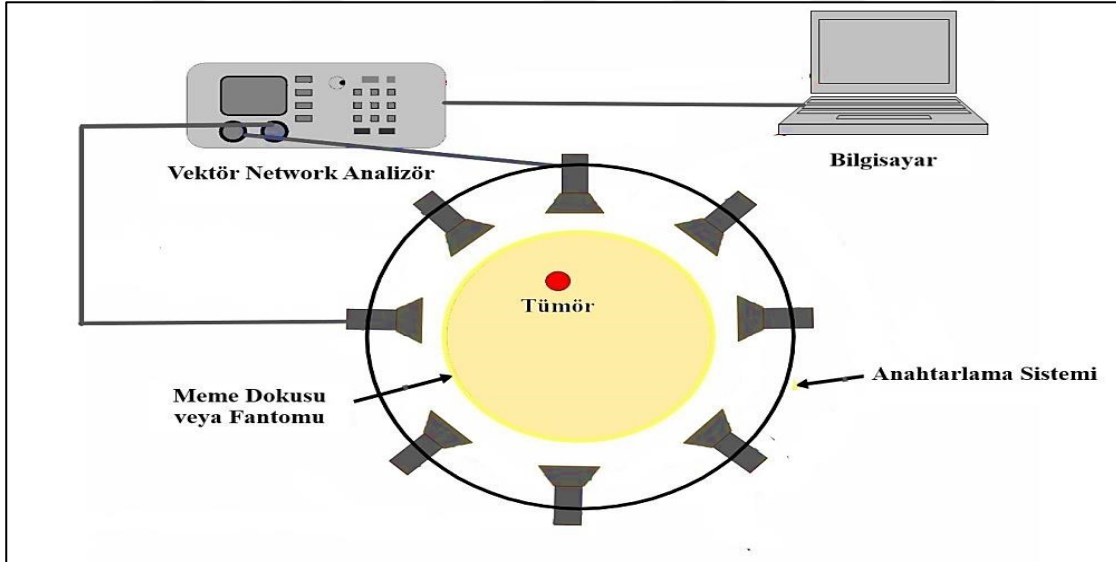 Vektör Network Analizör
Bilgisayar
Tümör
Meme Dokusu
veya Fantomu
Anahtarlama Sistemi